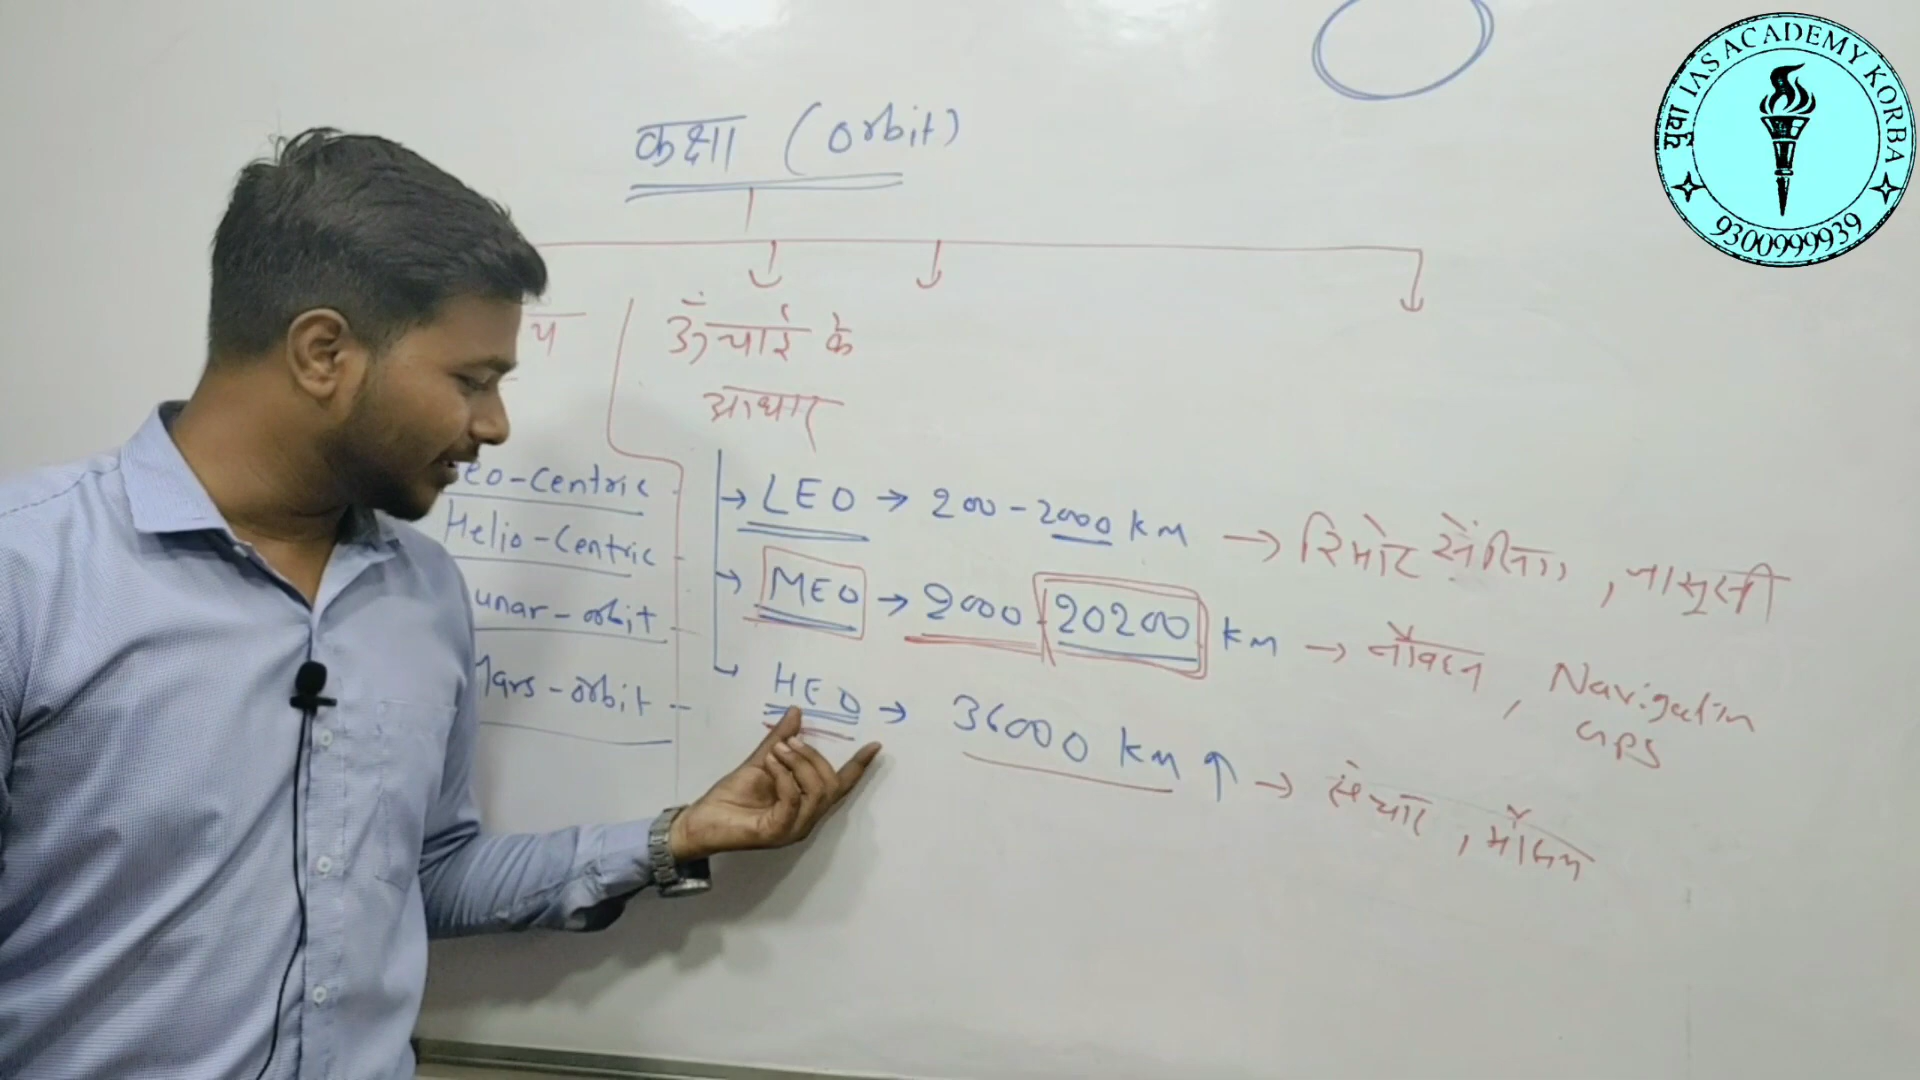 युवा IAS ACADEMY KORBA
9300999939
कक्षा (orbit)
य
ऊँचाई के
आधार
eo-Centric
Helio-Centric
unar-orbit
Mars-orbit
LEO → 200-2000 km → रिमोट सेंसिंग, जासूसी
MEO → 2000 20200 km → नौवहन, Navigation
GPS
HEO → 36000 km ↑ → संचार, मौसम